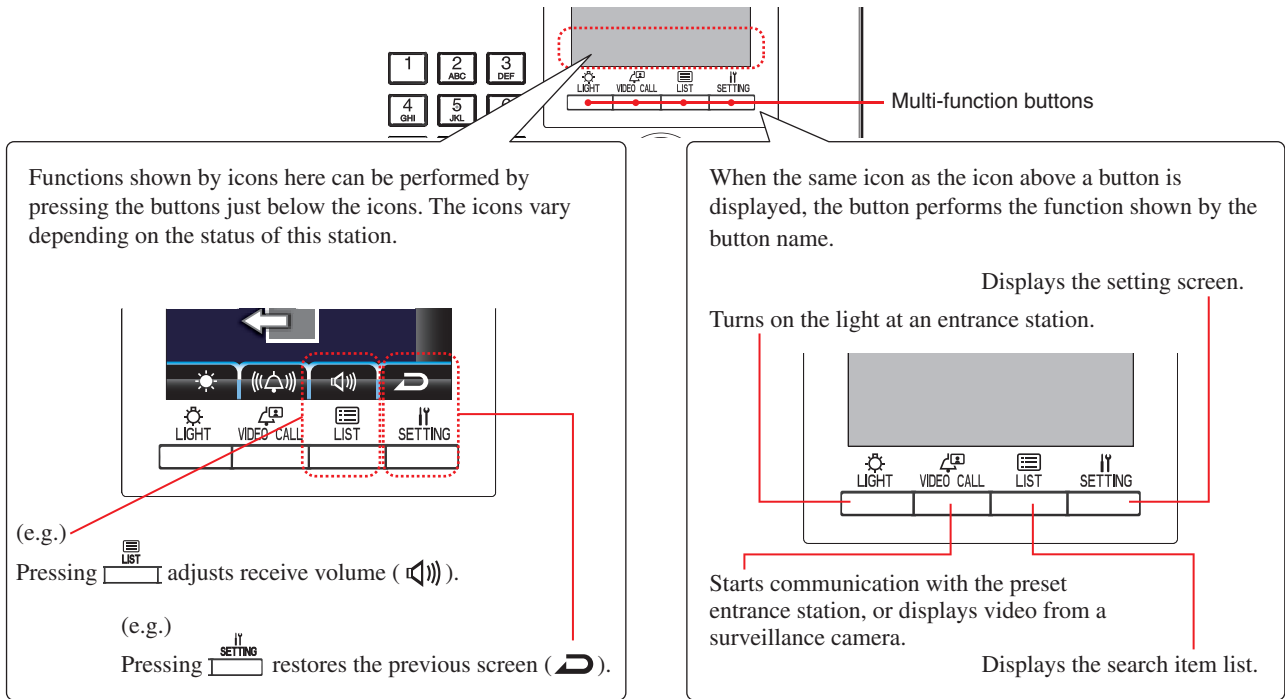 1
2
ABC
3
DEF
4
GHI
5
JKL
LIGHT
VIDEO CALL
LIST
SETTING
Multi-function buttons
Functions shown by icons here can be performed by
pressing the buttons just below the icons. The icons vary
depending on the status of this station.
LIGHT
VIDEO CALL
LIST
SETTING
(e.g.)
LIST
Pressing adjusts receive volume ( ).
(e.g.)
SETTING
Pressing restores the previous screen ( ).
When the same icon as the icon above a button is
displayed, the button performs the function shown by the
button name.
Displays the setting screen.
Turns on the light at an entrance station.
LIGHT
VIDEO CALL
LIST
SETTING
Starts communication with the preset
entrance station, or displays video from a
surveillance camera.
Displays the search item list.